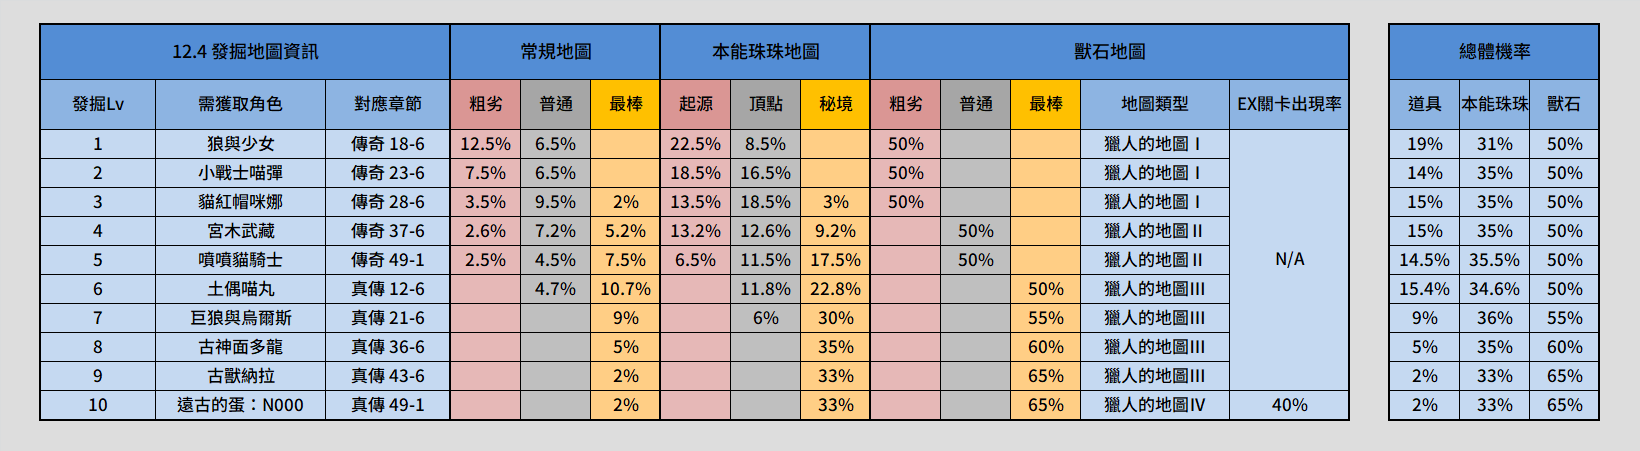 12.4 發掘地圖資訊 常規地圖 本能珠珠地圖 獸石地圖 總體機率
發掘Lv 需獲取角色 對應章節 粗劣 普通 最棒 起源 頂點 秘境 粗劣 普通 最棒 地圖類型 EX關卡出現率 道具 本能珠珠 獸石
1 狼與少女 傳奇 18-6 12.5% 6.5% 22.5% 8.5% 50% 獵人的地圖Ⅰ 19% 31% 50%
2 小戰士喵彈 傳奇 23-6 7.5% 6.5% 18.5% 16.5% 50% 獵人的地圖Ⅰ 14% 35% 50%
3 貓紅帽咪娜 傳奇 28-6 3.5% 9.5% 2% 13.5% 18.5% 3% 50% 獵人的地圖Ⅰ 15% 35% 50%
4 宮木武藏 傳奇 37-6 2.6% 7.2% 5.2% 13.2% 12.6% 9.2% 50% 獵人的地圖Ⅱ 15% 35% 50%
5 噴噴貓騎士 傳奇 49-1 2.5% 4.5% 7.5% 6.5% 11.5% 17.5% 50% 獵人的地圖Ⅱ N/A 14.5% 35.5% 50%
6 土偶喵丸 真傳 12-6 4.7% 10.7% 11.8% 22.8% 50% 獵人的地圖Ⅲ 15.4% 34.6% 50%
7 巨狼與烏爾斯 真傳 21-6 9% 6% 30% 55% 獵人的地圖Ⅲ 9% 36% 55%
8 古神面多龍 真傳 36-6 5% 35% 60% 獵人的地圖Ⅲ 5% 35% 60%
9 古獸納拉 真傳 43-6 2% 33% 65% 獵人的地圖Ⅲ 2% 33% 65%
10 遠古的蛋：N000 真傳 49-1 2% 33% 65% 獵人的地圖Ⅳ 40% 2% 33% 65%